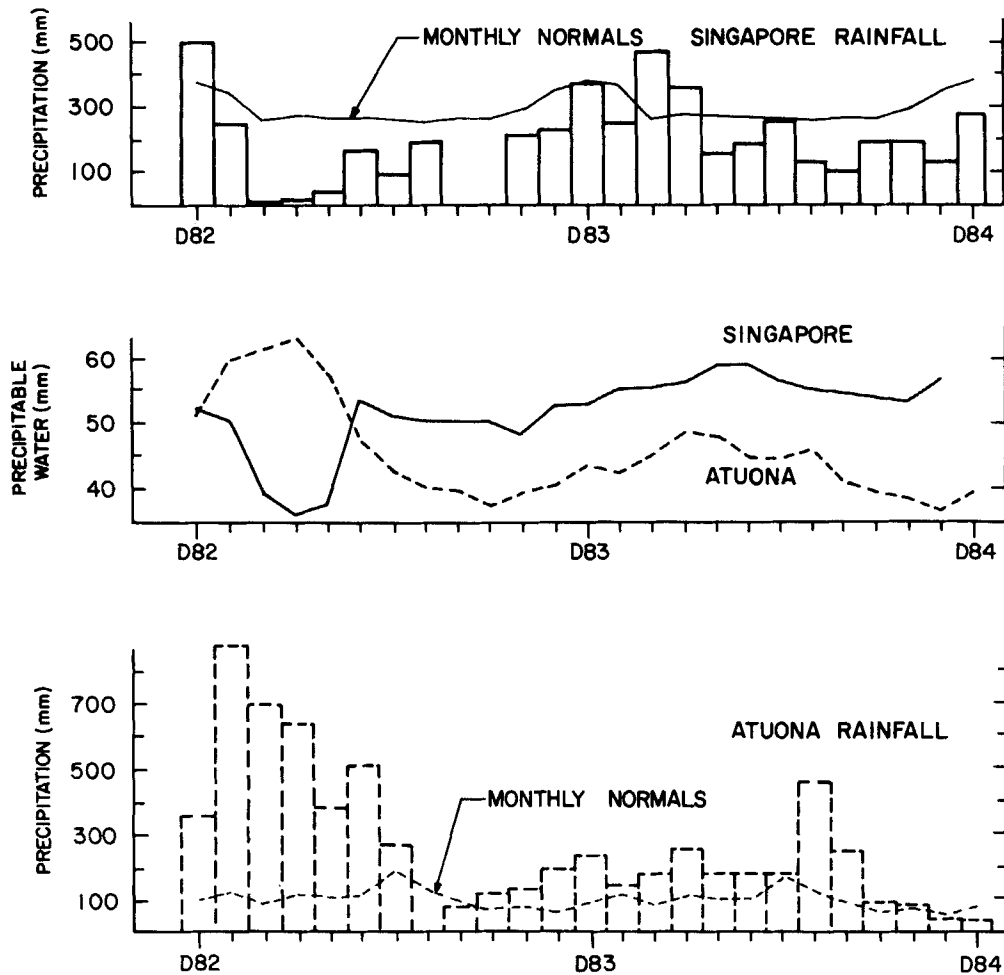 MONTHLY NORMALS SINGAPORE RAINFALL
PRECIPITATION (mm)
500
300
100
D82 D83 D84
SINGAPORE
PRECIPITABLE
WATER (mm)
60
50
40
ATUONA
D82 D83 D84
ATUONA RAINFALL
PRECIPITATION (mm)
700
500
MONTHLY NORMALS
300
100
D82 D83 D84